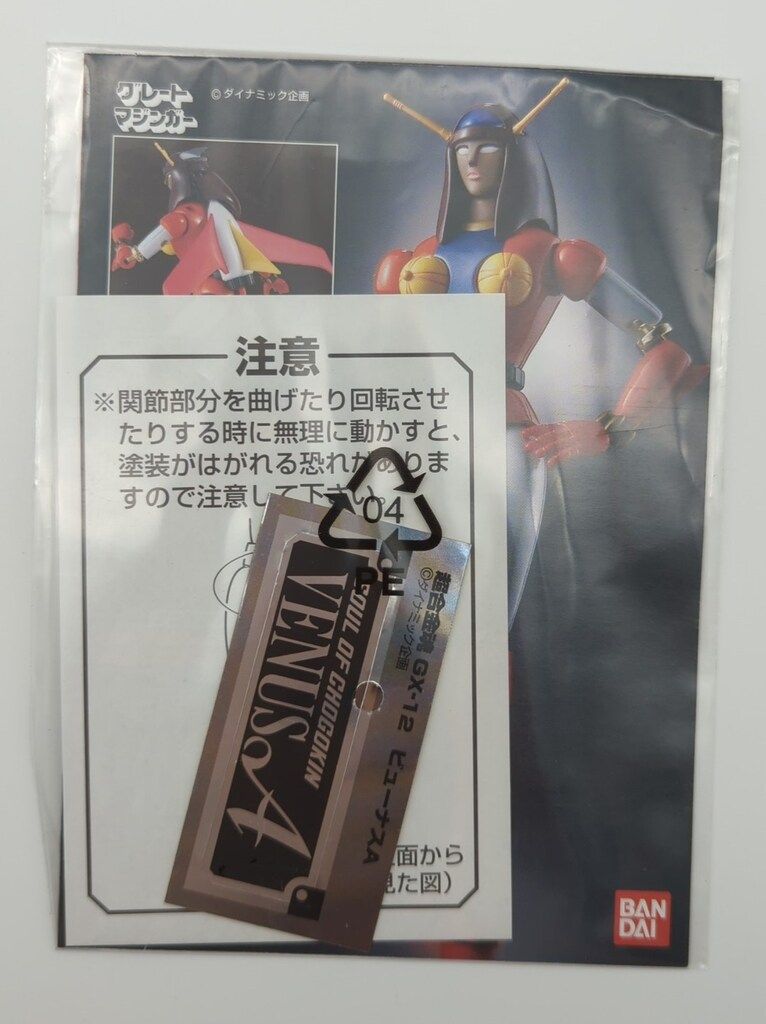 グレート
マジンガー
©ダイナミック企画
注意
※関節部分を曲げたり回転させ
たりする時に無理に動かすと、
塗装がはがれる恐れがありま
すので注意して下さい。
04
PE
超合金魂 GX-12 ビューナスA
©ダイナミック企画
SOUL OF CHOGOKIN
VENUS A
面から
見た図）
BAN
DAI